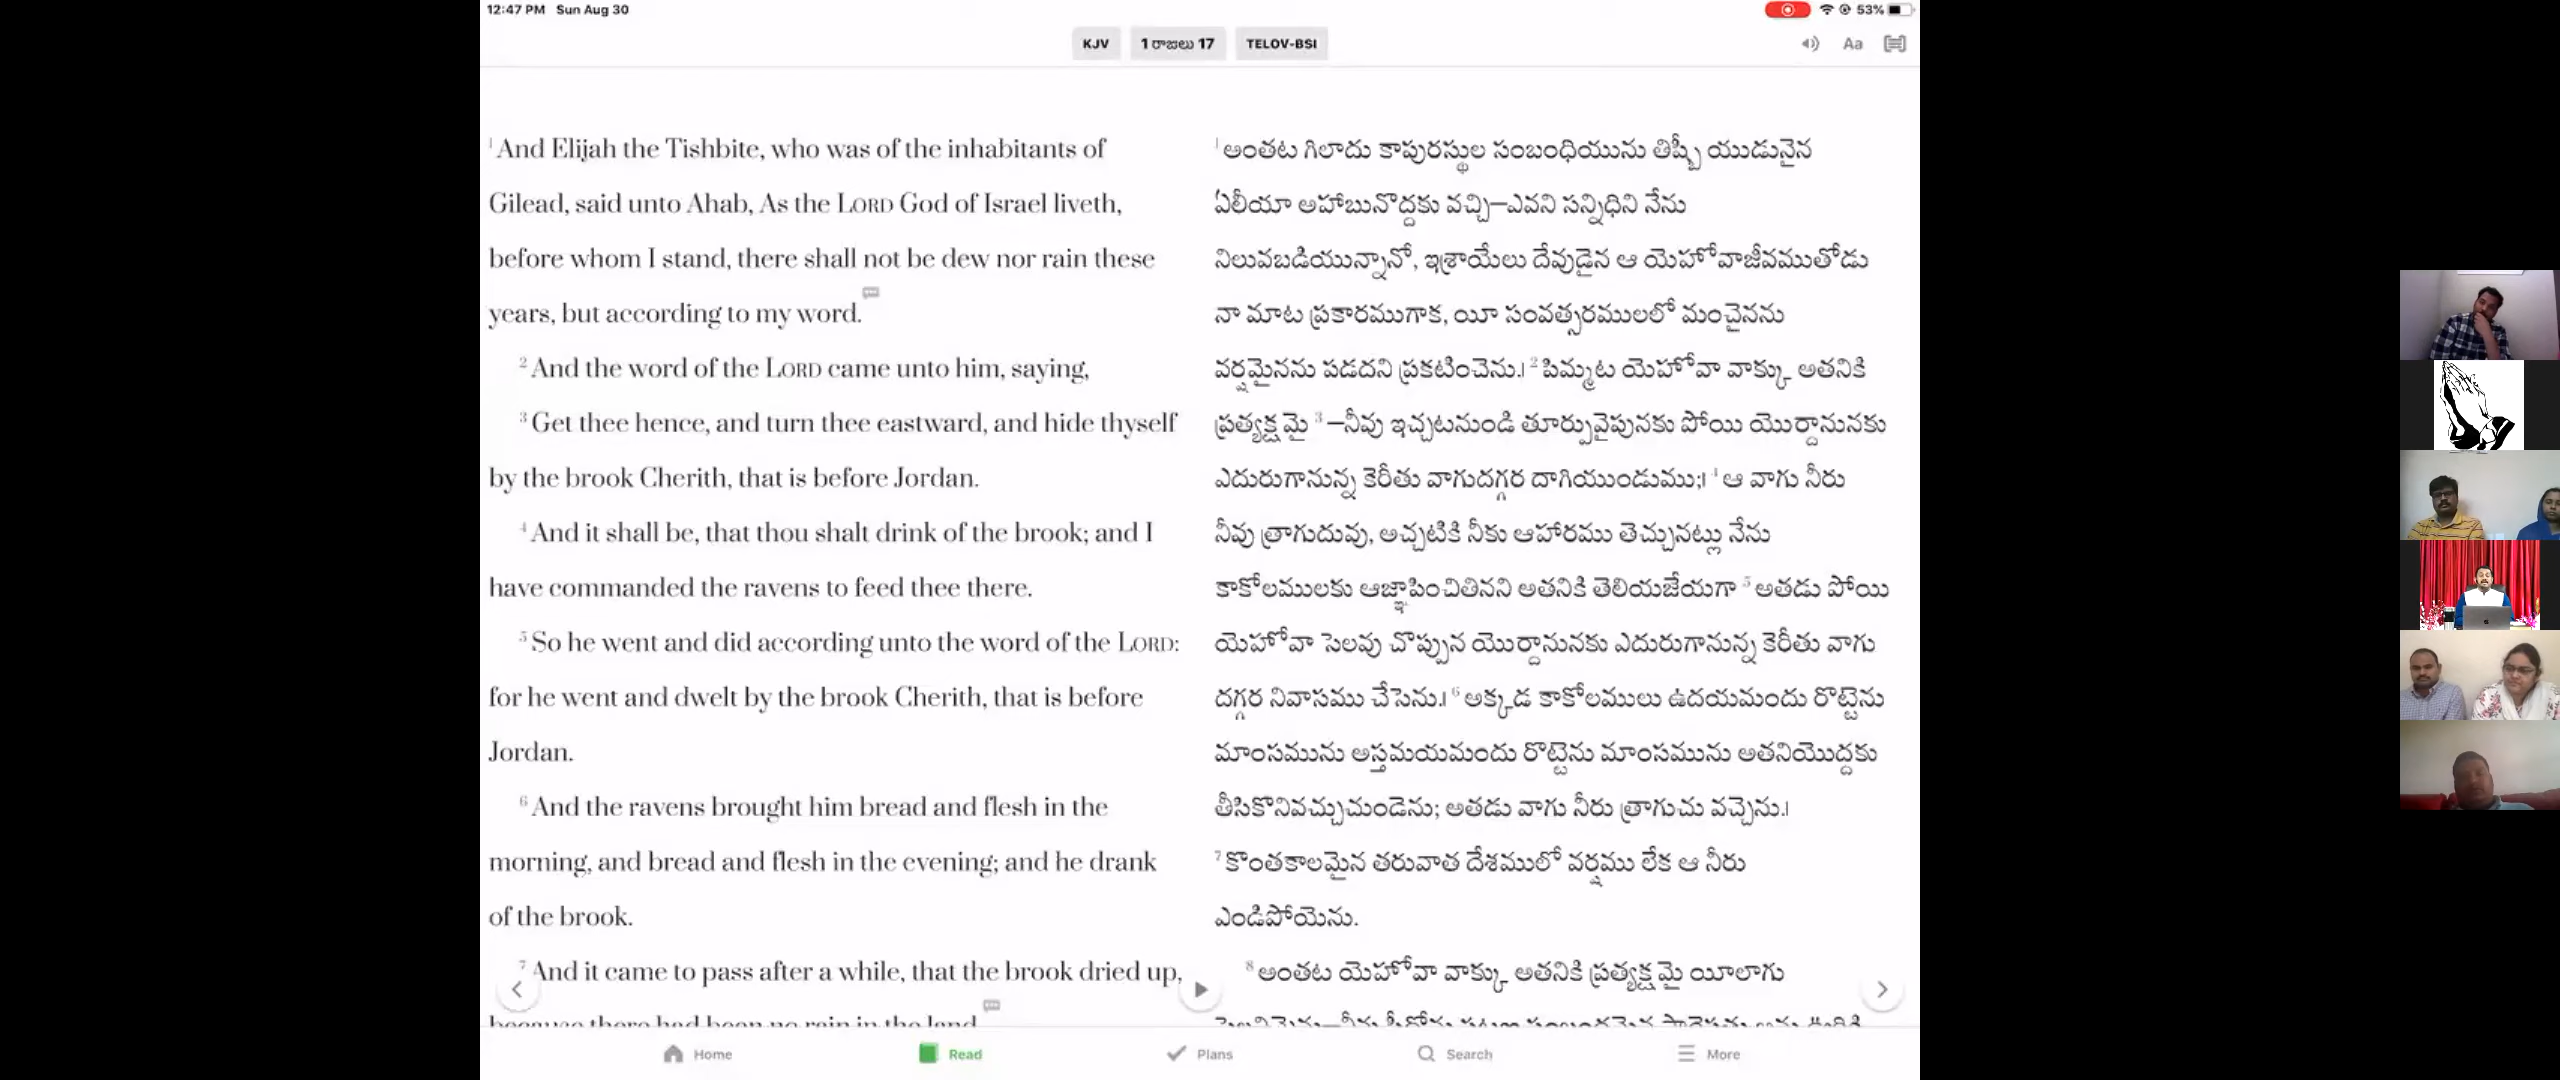 12:47 PM Sun Aug 30
53%
KJV
1 రాజులు 17
TELOV-BSI
Aa
1 And Elijah the Tishbite, who was of the inhabitants of
Gilead, said unto Ahab, As the LORD God of Israel liveth,
before whom I stand, there shall not be dew nor rain these
years, but according to my word.
2 And the word of the LORD came unto him, saying,
3 Get thee hence, and turn thee eastward, and hide thyself
by the brook Cherith, that is before Jordan.
4 And it shall be, that thou shalt drink of the brook; and I
have commanded the ravens to feed thee there.
5 So he went and did according unto the word of the LORD:
for he went and dwelt by the brook Cherith, that is before
Jordan.
6 And the ravens brought him bread and flesh in the
morning, and bread and flesh in the evening; and he drank
of the brook.
7 And it came to pass after a while, that the brook dried up,
because there had been no rain in the land
1 అంతట గిలాదు కాపురస్థుల సంబంధియును తిష్బీ యుడునైన
ఏలీయా అహాబునొద్దకు వచ్చి—ఎవని సన్నిధిని నేను
నిలువబడియున్నానో, ఇశ్రాయేలు దేవుడైన ఆ యెహోవాజీవముతోడు
నా మాట ప్రకారముగాక, యీ సంవత్సరములలో మంచైనను
వర్షమైనను పడదని ప్రకటించెను.| 2 పిమ్మట యెహోవా వాక్కు అతనికి
ప్రత్యక్షమై 3 —నీవు ఇచ్చటనుండి తూర్పువైపునకు పోయి యొర్దానునకు
ఎదురుగానున్న కెరీతు వాగుదగ్గర దాగియుండుము;| 4 ఆ వాగు నీరు
నీవు త్రాగుదువు, అచ్చటికి నీకు ఆహారము తెచ్చునట్లు నేను
కాకోలములకు ఆజ్ఞాపించితినని అతనికి తెలియజేయగా 5 అతడు పోయి
యెహోవా సెలవు చొప్పున యొర్దానునకు ఎదురుగానున్న కెరీతు వాగు
దగ్గర నివాసము చేసెను.| 6 అక్కడ కాకోలములు ఉదయమందు రొట్టెను
మాంసమును అస్తమయమందు రొట్టెను మాంసమును అతనియొద్దకు
తీసికొనివచ్చుచుండెను; అతడు వాగు నీరు త్రాగుచు వచ్చెను.|
7 కొంతకాలమైన తరువాత దేశములో వర్షము లేక ఆ నీరు
ఎండిపోయెను.
8 అంతట యెహోవా వాక్కు అతనికి ప్రత్యక్షమై యీలాగు
Home
Read
Plans
Search
More